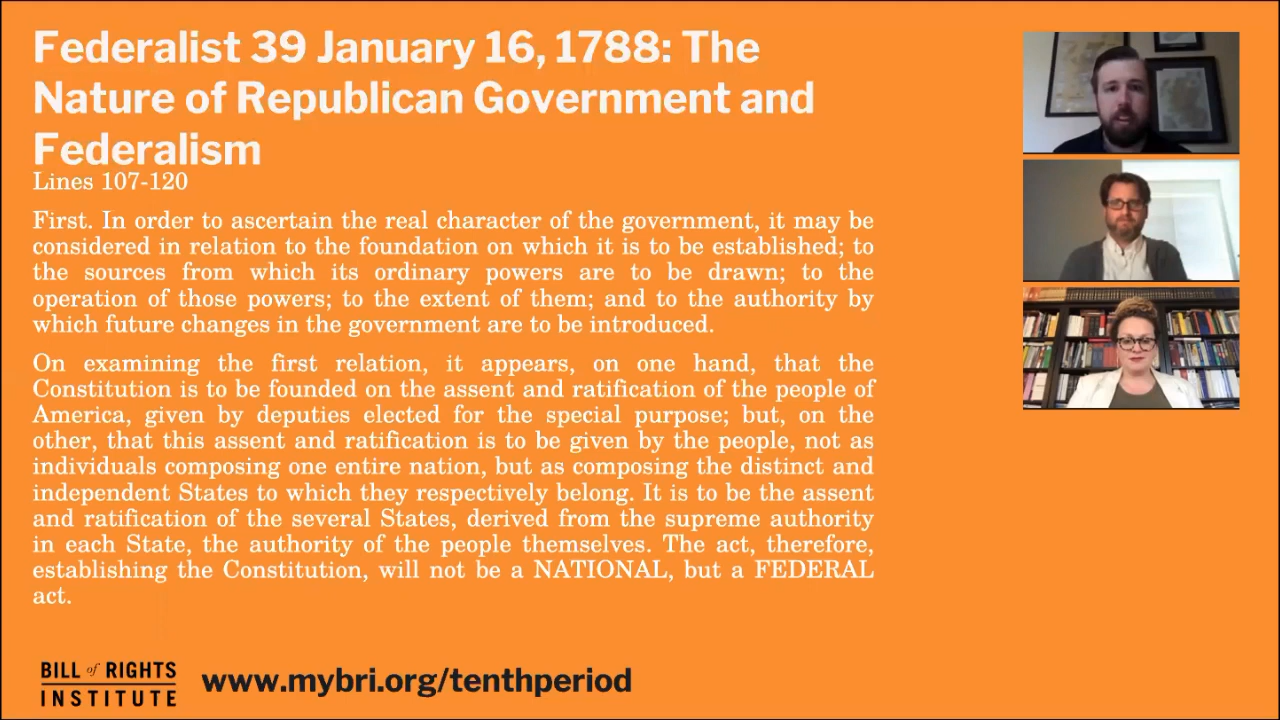 Federalist 39 January 16, 1788: The
Nature of Republican Government and
Federalism
Lines 107-120
First. In order to ascertain the real character of the government, it may be
considered in relation to the foundation on which it is to be established; to
the sources from which its ordinary powers are to be drawn; to the
operation of those powers; to the extent of them; and to the authority by
which future changes in the government are to be introduced.
On examining the first relation, it appears, on one hand, that the
Constitution is to be founded on the assent and ratification of the people of
America, given by deputies elected for the special purpose; but, on the
other, that this assent and ratification is to be given by the people, not as
individuals composing one entire nation, but as composing the distinct and
independent States to which they respectively belong. It is to be the assent
and ratification of the several States, derived from the supreme authority
in each State, the authority of the people themselves. The act, therefore,
establishing the Constitution, will not be a NATIONAL, but a FEDERAL
act.
BILL of RIGHTS
INSTITUTE
www.mybri.org/tenthperiod